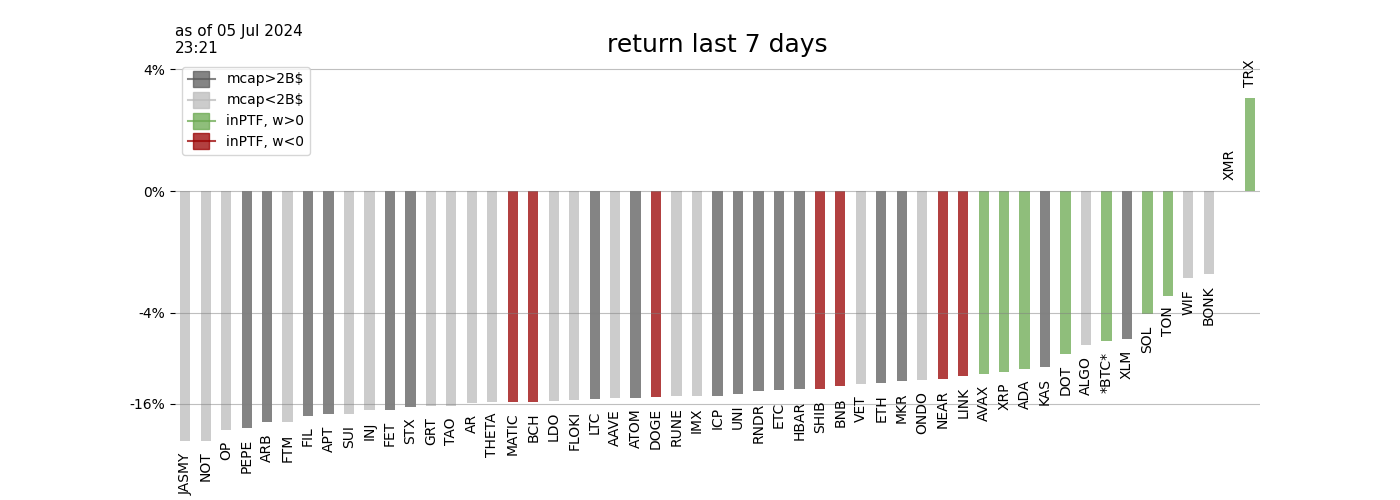 as of 05 Jul 2024
23:21
return last 7 days
mcap>2B$
mcap<2B$
inPTF, w>0
inPTF, w<0
4%
0%
-4%
-16%
JASMY
NOT
OP
PEPE
ARB
FTM
FIL
APT
SUI
INJ
FET
STX
GRT
TAO
AR
THETA
MATIC
BCH
LDO
FLOKI
LTC
AAVE
ATOM
DOGE
RUNE
IMX
ICP
UNI
RNDR
ETC
HBAR
SHIB
BNB
VET
ETH
MKR
ONDO
NEAR
LINK
AVAX
XRP
ADA
KAS
DOT
ALGO
*BTC*
XLM
SOL
TON
WIF
BONK
XMR
TRX